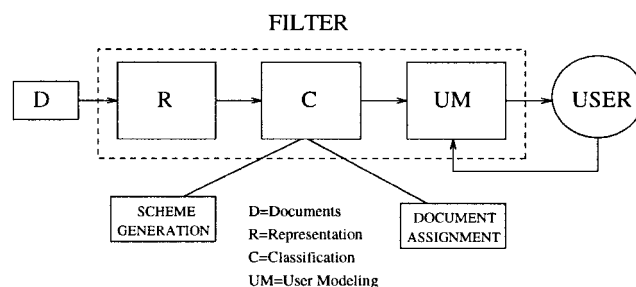 FILTER
D
R
C
UM
USER
SCHEME
GENERATION
D=Documents
R=Representation
C=Classification
UM=User Modeling
DOCUMENT
ASSIGNMENT